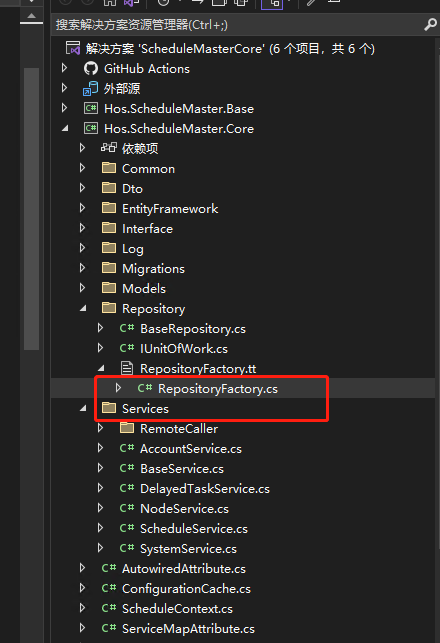 搜索解决方案资源管理器(Ctrl+;)
解决方案 'ScheduleMasterCore' (6 个项目，共 6 个)
GitHub Actions
外部源
Hos.ScheduleMaster.Base
Hos.ScheduleMaster.Core
依赖项
Common
Dto
EntityFramework
Interface
Log
Migrations
Models
Repository
C# BaseRepository.cs
C# IUnitOfWork.cs
RepositoryFactory.tt
C# RepositoryFactory.cs
Services
RemoteCaller
C# AccountService.cs
C# BaseService.cs
C# DelayedTaskService.cs
C# NodeService.cs
C# ScheduleService.cs
C# SystemService.cs
C# AutowiredAttribute.cs
C# ConfigurationCache.cs
C# ScheduleContext.cs
C# ServiceMapAttribute.cs